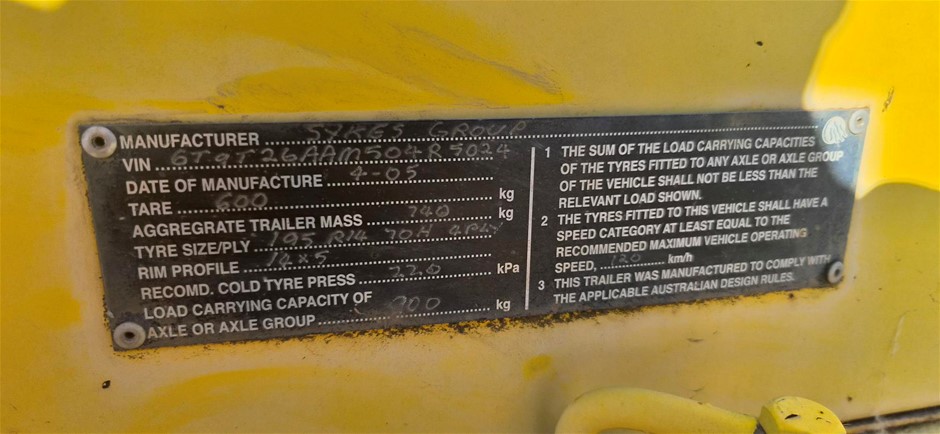 MANUFACTURER SYKES GROUP
VIN 6T9T26AAM504R5024
DATE OF MANUFACTURE 4-05
TARE 600 kg
AGGREGRATE TRAILER MASS 740 kg
TYRE SIZE/PLY 195 R14 70H 4PLY
RIM PROFILE 14x5
RECOMD. COLD TYRE PRESS 220 kPa
LOAD CARRYING CAPACITY OF
AXLE OR AXLE GROUP 900 kg
1 THE SUM OF THE LOAD CARRYING CAPACITIES
OF THE TYRES FITTED TO ANY AXLE OR AXLE GROUP
OF THE VEHICLE SHALL NOT BE LESS THAN THE
RELEVANT LOAD SHOWN.
2 THE TYRES FITTED TO THIS VEHICLE SHALL HAVE A
SPEED CATEGORY AT LEAST EQUAL TO THE
RECOMMENDED MAXIMUM VEHICLE OPERATING
SPEED, 120 km/h
3 THIS TRAILER WAS MANUFACTURED TO COMPLY WITH
THE APPLICABLE AUSTRALIAN DESIGN RULES.